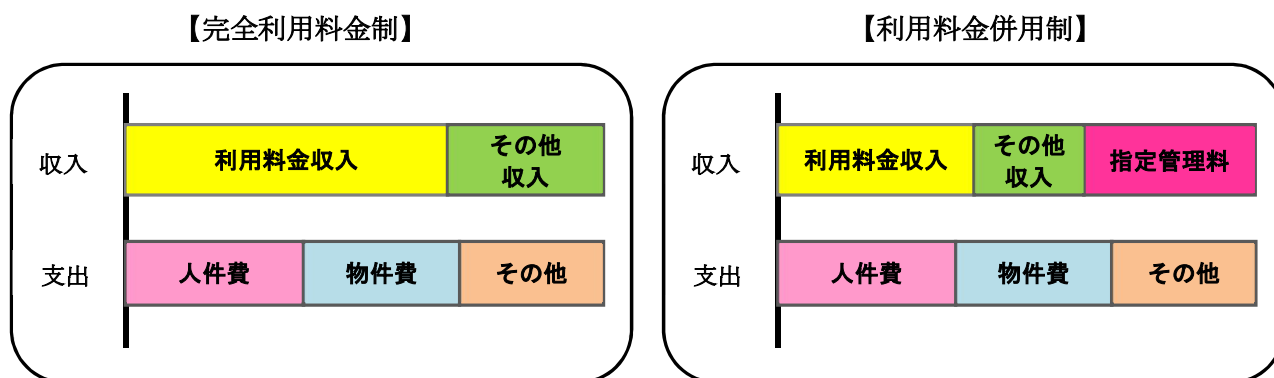 【完全利用料金制】
収入
利用料金収入
その他
収入
支出
人件費
物件費
その他
【利用料金併用制】
収入
利用料金収入
その他
収入
指定管理料
支出
人件費
物件費
その他